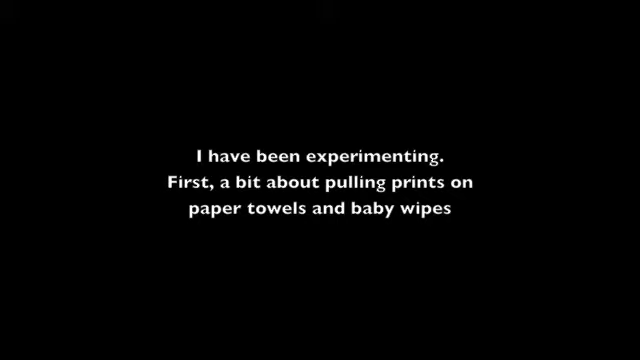 I have been experimenting.
First, a bit about pulling prints on
paper towels and baby wipes